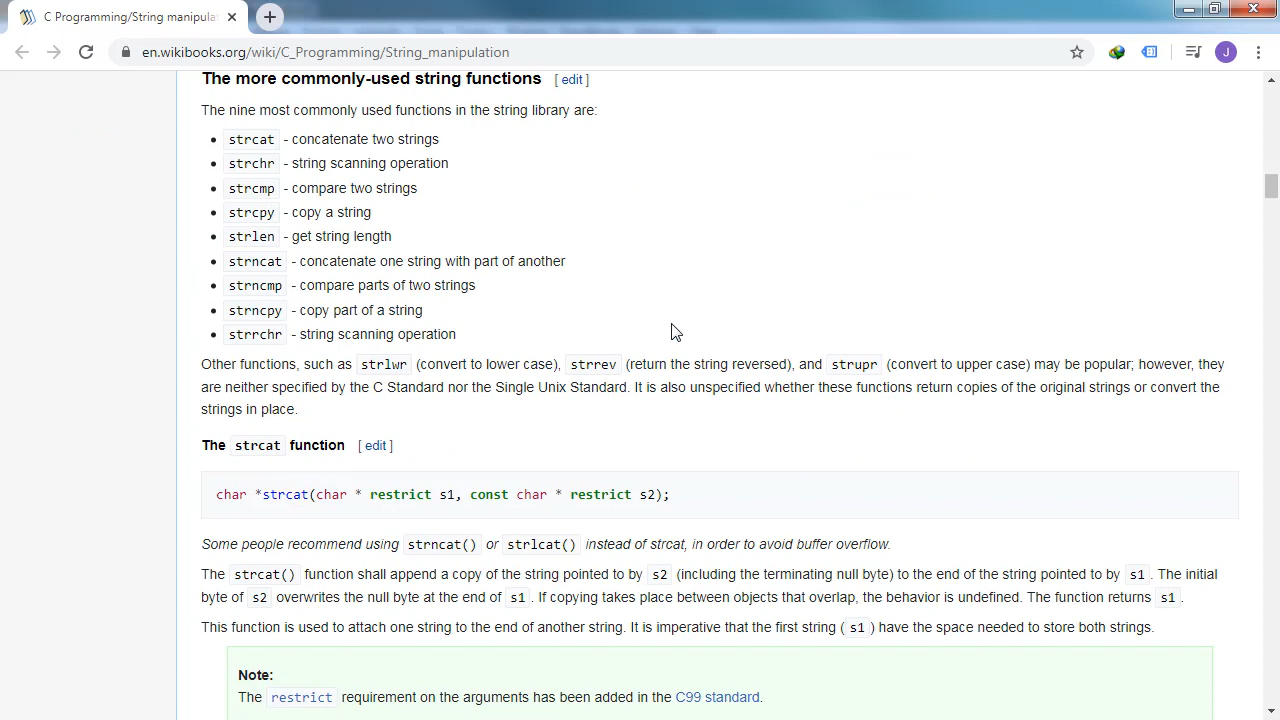 C Programming/String manipula
en.wikibooks.org/wiki/C_Programming/String_manipulation
J
The more commonly-used string functions [ edit ]
The nine most commonly used functions in the string library are:
• strcat - concatenate two strings
• strchr - string scanning operation
• strcmp - compare two strings
• strcpy - copy a string
• strlen - get string length
• strncat - concatenate one string with part of another
• strncmp - compare parts of two strings
• strncpy - copy part of a string
• strrchr - string scanning operation
Other functions, such as strlwr (convert to lower case), strrev (return the string reversed), and strupr (convert to upper case) may be popular; however, they
are neither specified by the C Standard nor the Single Unix Standard. It is also unspecified whether these functions return copies of the original strings or convert the
strings in place.
The strcat function [ edit ]
char *strcat(char * restrict s1, const char * restrict s2);
Some people recommend using strncat() or strlcat() instead of strcat, in order to avoid buffer overflow.
The strcat() function shall append a copy of the string pointed to by s2 (including the terminating null byte) to the end of the string pointed to by s1. The initial
byte of s2 overwrites the null byte at the end of s1. If copying takes place between objects that overlap, the behavior is undefined. The function returns s1.
This function is used to attach one string to the end of another string. It is imperative that the first string (s1) have the space needed to store both strings.
Note:
The restrict requirement on the arguments has been added in the C99 standard.